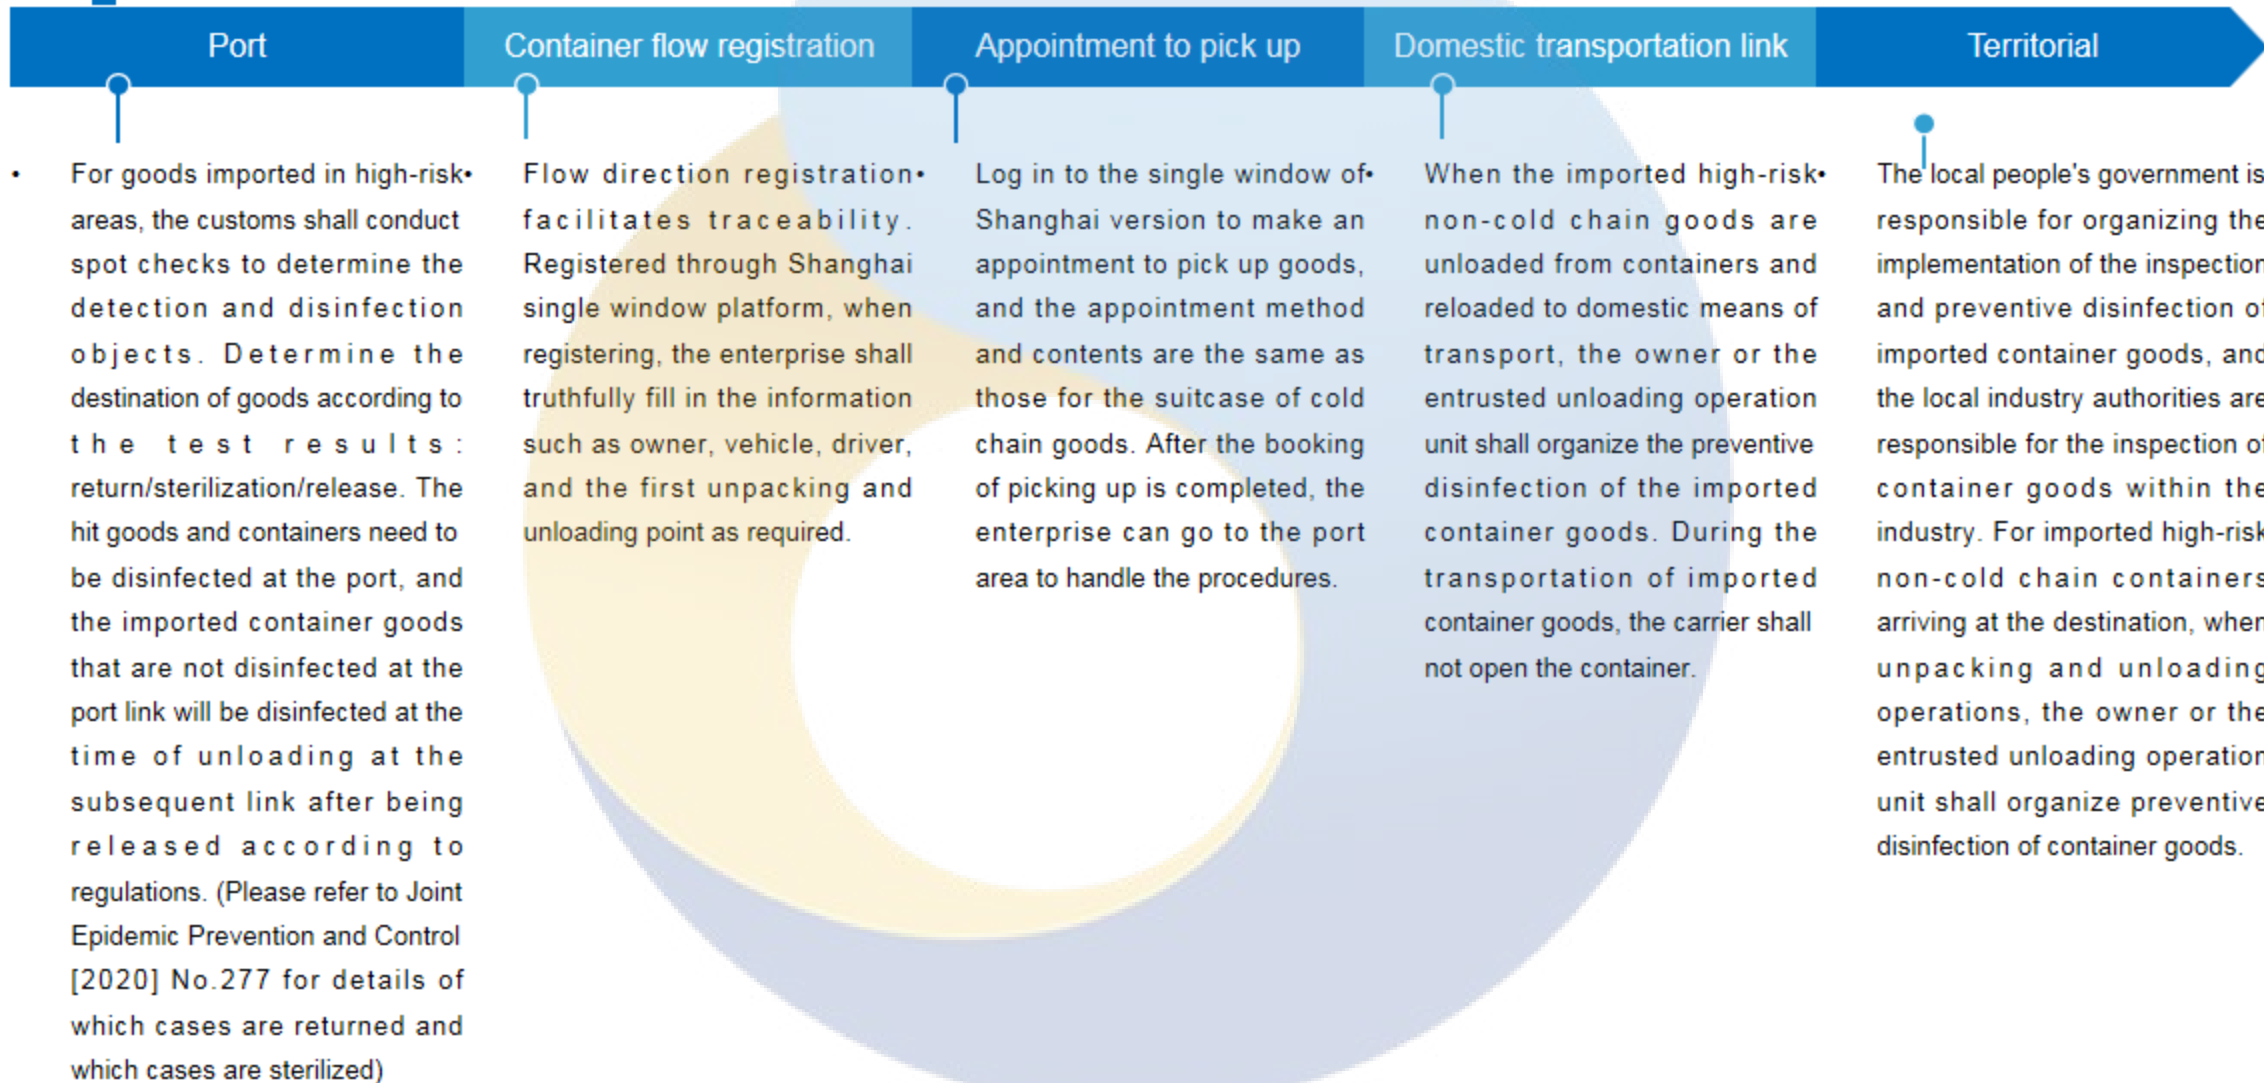 Port
Container flow registration
Appointment to pick up
Domestic transportation link
Territorial
• For goods imported in high-risk
areas, the customs shall conduct
spot checks to determine the
detection and disinfection
objects. Determine the
destination of goods according to
the test results:
return/sterilization/release. The
hit goods and containers need to
be disinfected at the port, and
the imported container goods
that are not disinfected at the
port link will be disinfected at the
time of unloading at the
subsequent link after being
released according to
regulations. (Please refer to Joint
Epidemic Prevention and Control
[2020] No.277 for details of
which cases are returned and
which cases are sterilized)
• Flow direction registration
facilitates traceability.
Registered through Shanghai
single window platform, when
registering, the enterprise shall
truthfully fill in the information
such as owner, vehicle, driver,
and the first unpacking and
unloading point as required.
• Log in to the single window of
Shanghai version to make an
appointment to pick up goods,
and the appointment method
and contents are the same as
those for the suitcase of cold
chain goods. After the booking
of picking up is completed, the
enterprise can go to the port
area to handle the procedures.
• When the imported high-risk
non-cold chain goods are
unloaded from containers and
reloaded to domestic means of
transport, the owner or the
entrusted unloading operation
unit shall organize the preventive
disinfection of the imported
container goods. During the
transportation of imported
container goods, the carrier shall
not open the container.
• The local people's government is
responsible for organizing the
implementation of the inspection
and preventive disinfection of
imported container goods, and
the local industry authorities are
responsible for the inspection of
container goods within the
industry. For imported high-risk
non-cold chain containers
arriving at the destination, when
unpacking and unloading
operations, the owner or the
entrusted unloading operation
unit shall organize preventive
disinfection of container goods.